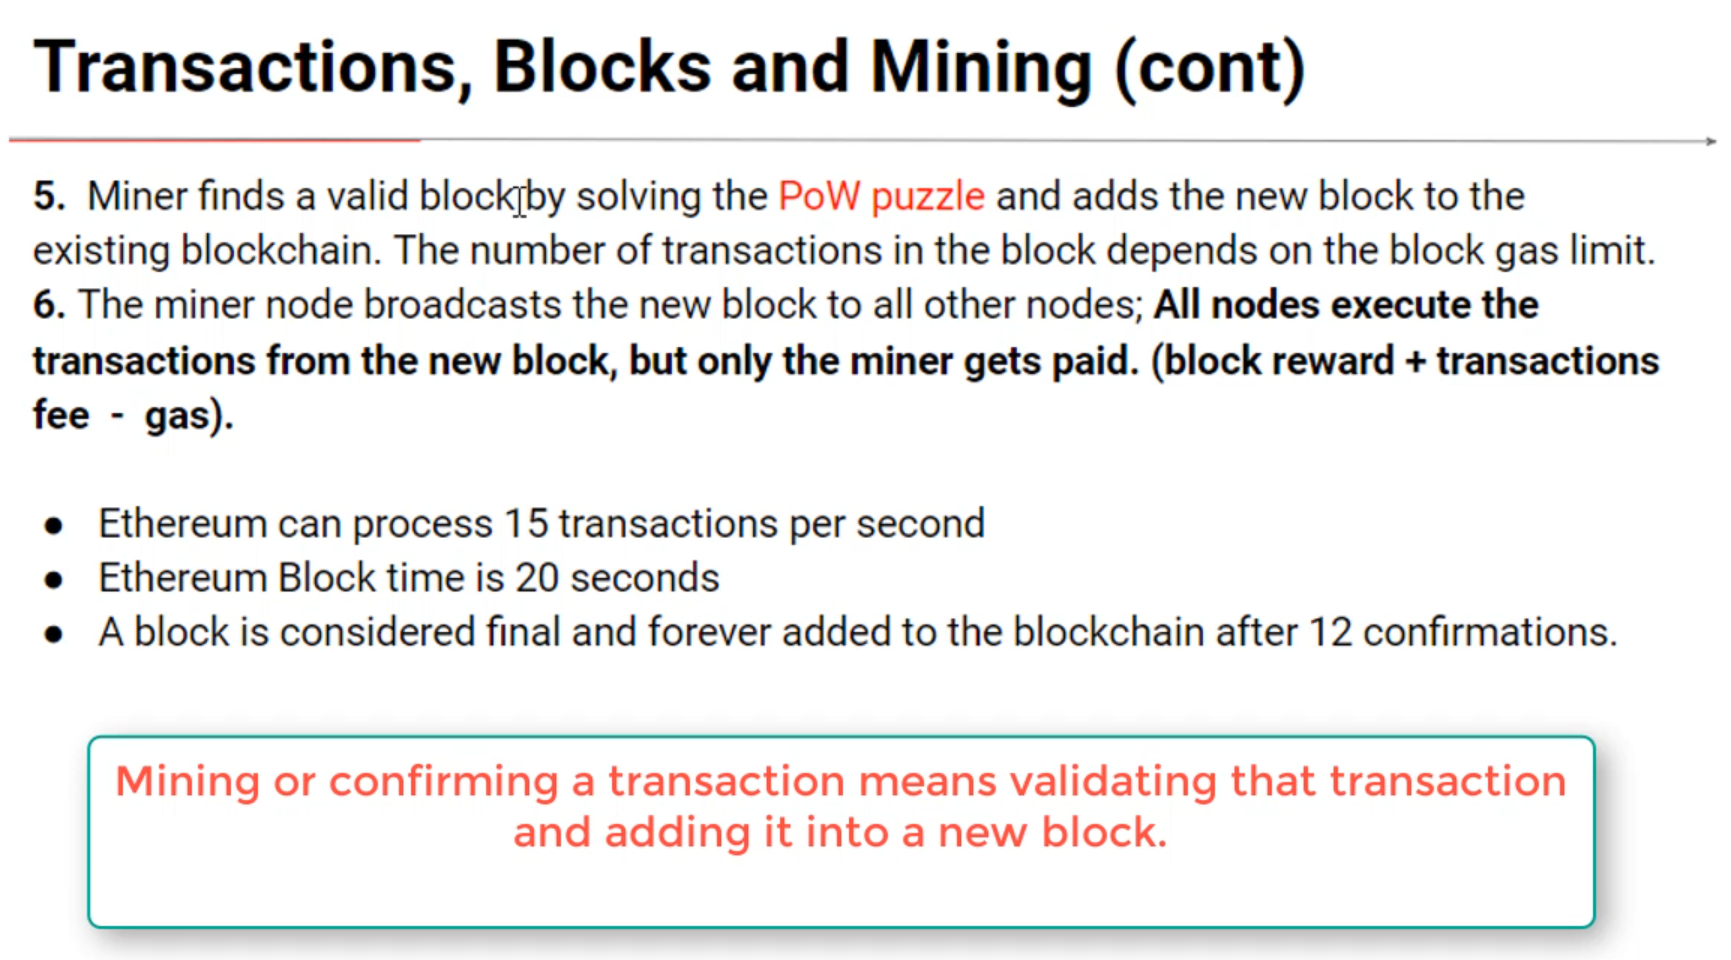 Transactions, Blocks and Mining (cont)
5. Miner finds a valid block by solving the PoW puzzle and adds the new block to the
existing blockchain. The number of transactions in the block depends on the block gas limit.
6. The miner node broadcasts the new block to all other nodes; All nodes execute the
transactions from the new block, but only the miner gets paid. (block reward + transactions
fee - gas).
● Ethereum can process 15 transactions per second
● Ethereum Block time is 20 seconds
● A block is considered final and forever added to the blockchain after 12 confirmations.
Mining or confirming a transaction means validating that transaction
and adding it into a new block.